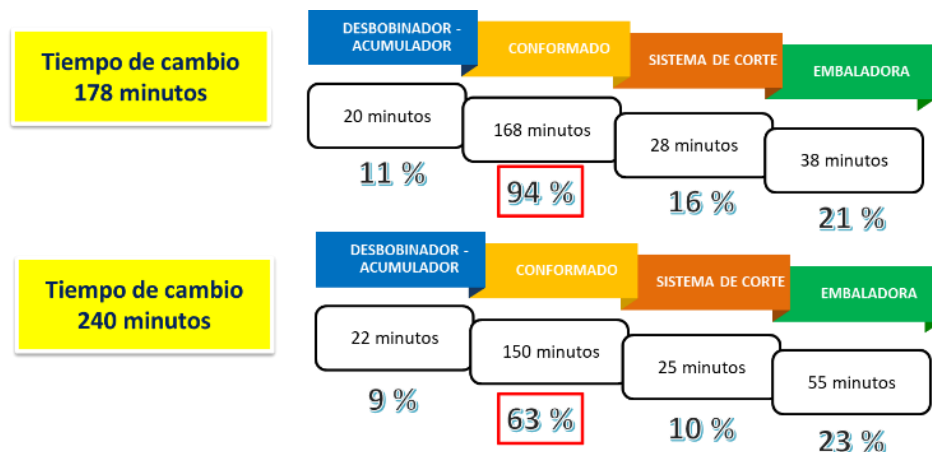 Tiempo de cambio
178 minutos
DESBOBINADOR -
ACUMULADOR
CONFORMADO
SISTEMA DE CORTE
EMBALADORA
20 minutos
168 minutos
28 minutos
38 minutos
11 %
94 %
16 %
21 %
Tiempo de cambio
240 minutos
DESBOBINADOR -
ACUMULADOR
CONFORMADO
SISTEMA DE CORTE
EMBALADORA
22 minutos
150 minutos
25 minutos
55 minutos
9 %
63 %
10 %
23 %